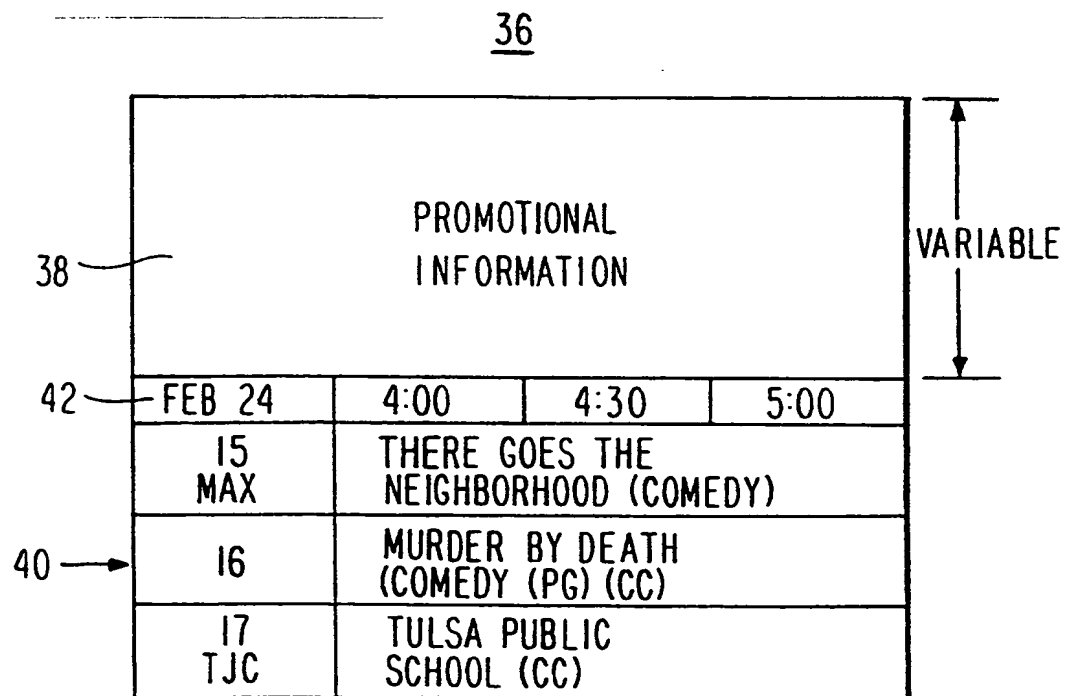 36
PROMOTIONAL
INFORMATION
VARIABLE
38
42
FEB 24 4:00 4:30 5:00
15
MAX
THERE GOES THE
NEIGHBORHOOD (COMEDY)
40
16
MURDER BY DEATH
(COMEDY (PG) (CC)
17
TJC
TULSA PUBLIC
SCHOOL (CC)